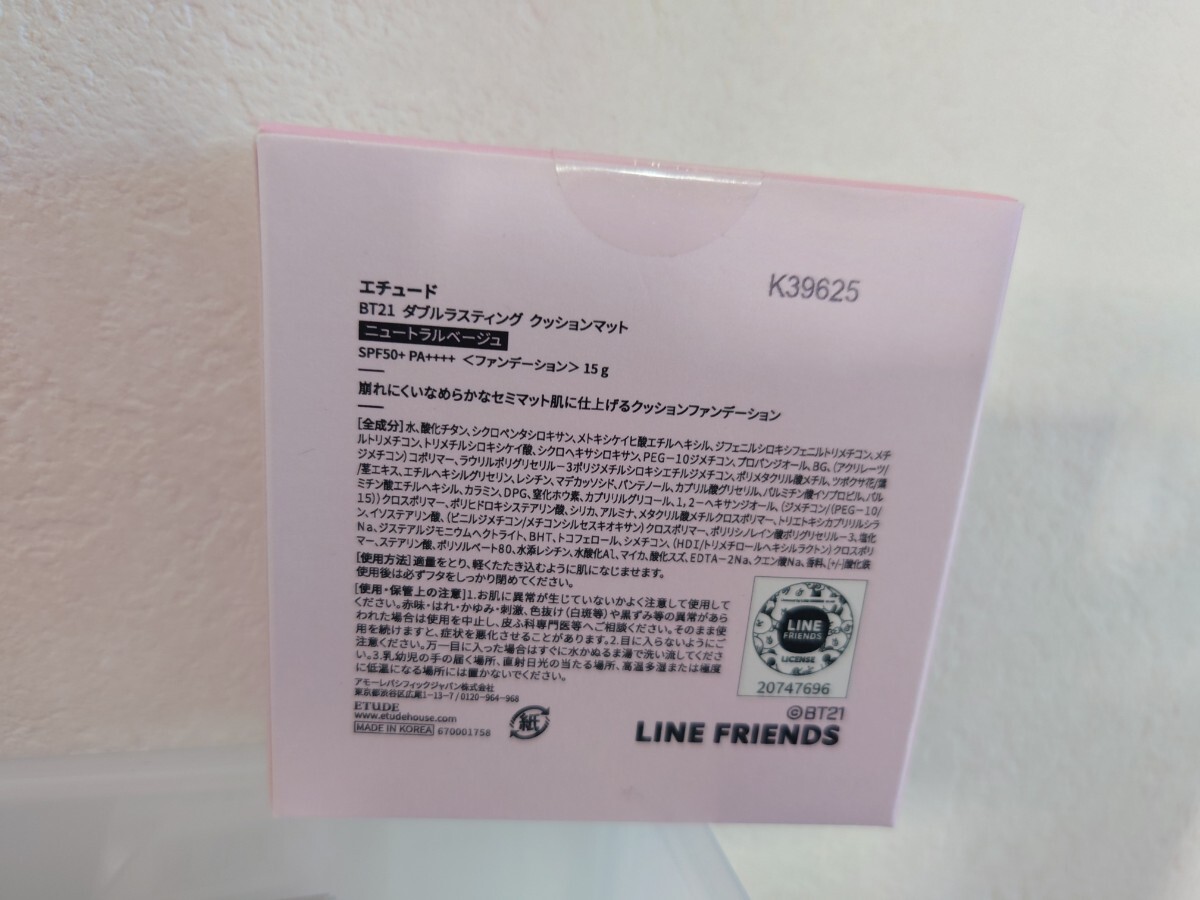 K39625
エチュード
BT21 ダブルラスティング クッションマット
ニュートラルベージュ
SPF50+ PA++++ <ファンデーション> 15 g
崩れにくいなめらかなセミマット肌に仕上げるクッションファンデーション
[全成分]水、酸化チタン、シクロペンタシロキサン、メトキシケイヒ酸エチルヘキシル、ジフェニルシロキシフェニルトリメチコン、メチ
ルトリメチコン、トリメチルシロキシケイ酸、シクロヘキサシロキサン、PEG-10ジメチコン、プロパンジオール、BG、(アクリレーツ/
ジメチコン)コポリマー、ラウリルポリグリセリル-3ポリジメチルシロキシエチルジメチコン、ポリメタクリル酸メチル、ツボクサ花/葉
/茎エキス、エチルヘキシルグリセリン、レシチン、マデカッソシド、パンテノール、カプリル酸グリセリル、パルミチン酸イソプロピル、パル
ミチン酸エチルヘキシル、カラミン、DPG、窒化ホウ素、カプリリルグリコール、1,2-ヘキサンジオール、(ジメチコン/(PEG-10/
15))クロスポリマー、ポリヒドロキシステアリン酸、シリカ、アルミナ、メタクリル酸メチルクロスポリマー、トリエトキシカプリリルシラ
ン、イソステアリン酸、(ビニルジメチコン/メチコンシルセスキオキサン)クロスポリマー、ポリリシノレイン酸ポリグリセリル-3、塩化
Na、ジステアルジモニウムヘクトライト、BHT、トコフェロール、シメチコン、(HDI/トリメチロールヘキシルラクトン)クロスポリ
マー、ステアリン酸、ポリソルベート80、水添レシチン、水酸化Al、マイカ、酸化スズ、EDTA-2Na、クエン酸Na、香料、[+/-]酸化鉄
[使用方法]適量をとり、軽くたたき込むように肌になじませます。
使用後は必ずフタをしっかり閉めてください。
[使用・保管上の注意]1.お肌に異常が生じていないかよく注意して使用して
ください。赤味・はれ・かゆみ・刺激、色抜け(白斑等)や黒ずみ等の異常があら
われた場合は使用を中止し、皮ふ科専門医等へご相談ください。そのまま使
用を続けますと、症状を悪化させることがあります。2.目に入らないようにご
注意ください。万一目に入った場合はすぐに水かぬるま湯で洗い流してくださ
い。3.乳幼児の手の届く場所、直射日光の当たる場所、高温多湿または極度
に低温になる場所には置かないでください。
アモーレパシフィックジャパン株式会社
東京都渋谷区広尾1-13-7/0120-964-968
ETUDE
www.etudehouse.com
MADE IN KOREA 670001758
紙
LINE
FRIENDS
LICENSE
20747696
©BT21
LINE FRIENDS